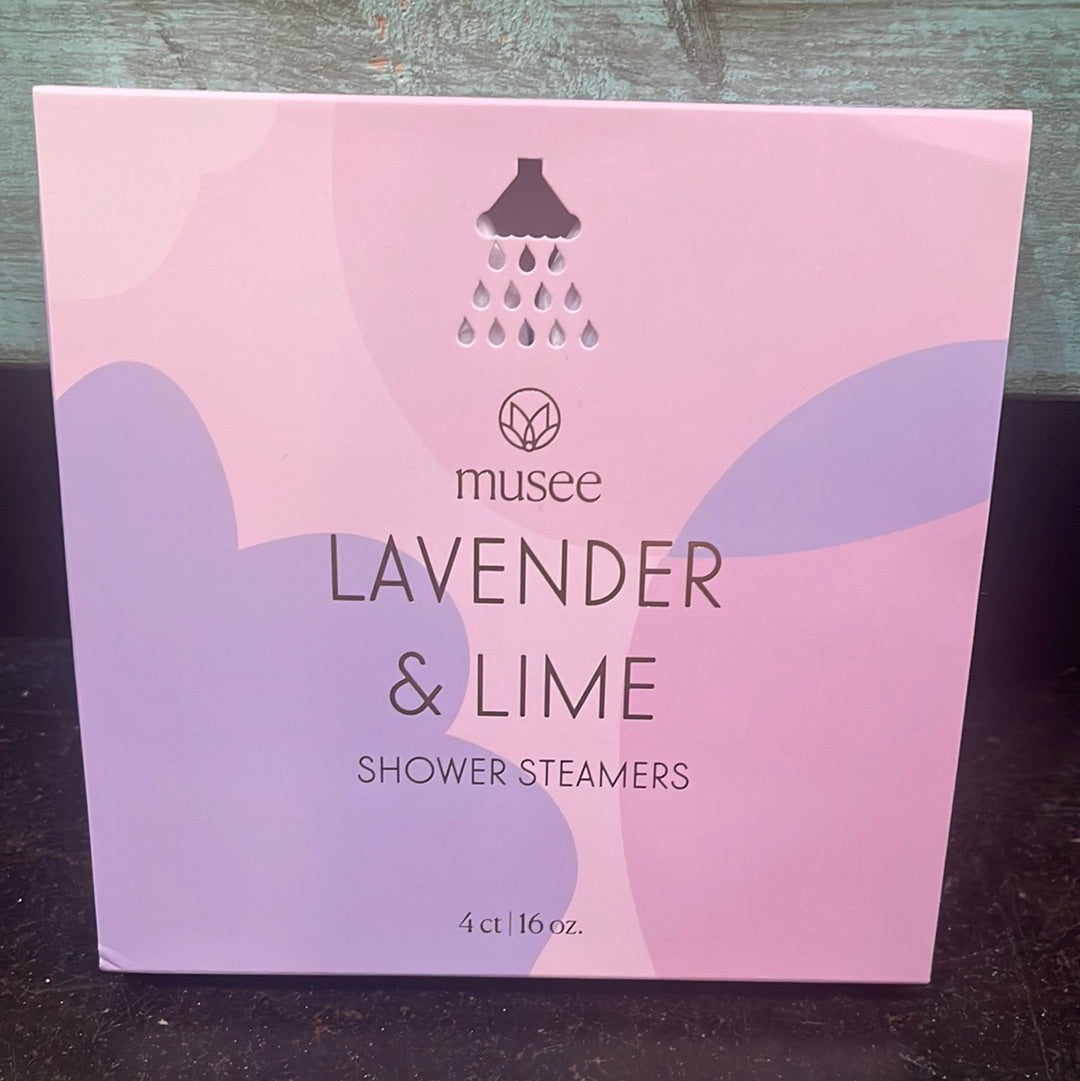 musee
LAVENDER
& LIME
SHOWER STEAMERS
4 ct | 16 oz.